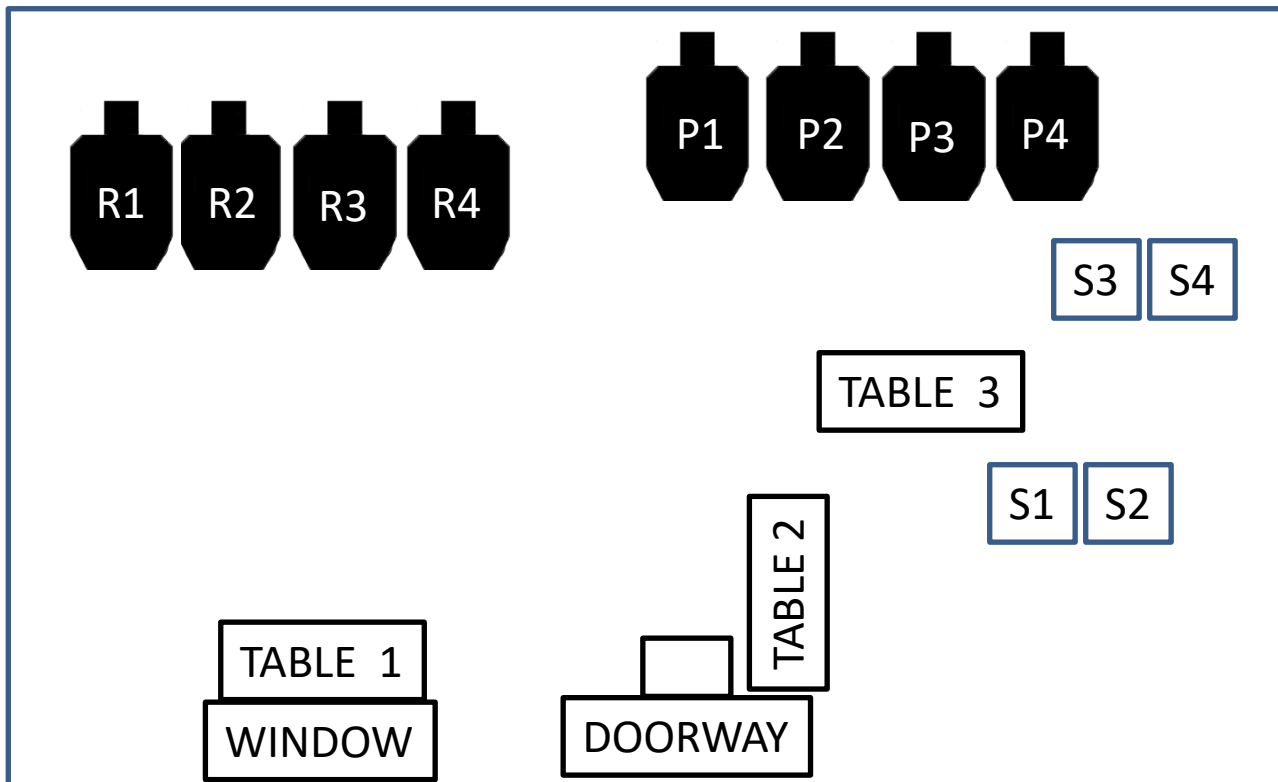 P1 P2 P3 P4
R1 R2 R3 R4
S3 S4
TABLE 3
S1 S2
TABLE 2
TABLE 1
WINDOW
DOORWAY